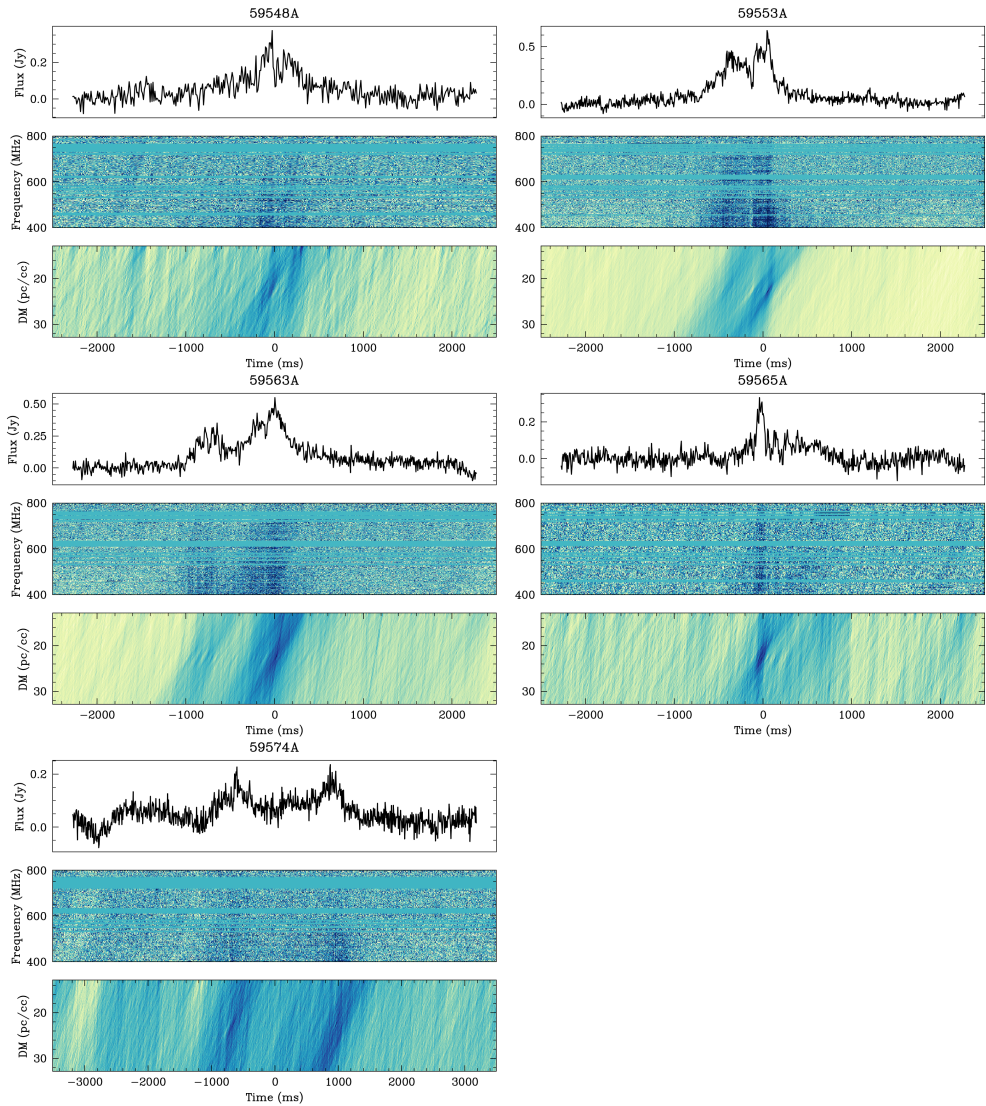 59548A
Flux (Jy)
0.2
0.0
Frequency (MHz)
800
600
400
DM (pc/cc)
20
30
−2000 −1000 0 1000 2000
Time (ms)
59553A
0.5
0.0
800
600
400
20
30
−2000 −1000 0 1000 2000
Time (ms)
59563A
Flux (Jy)
0.50
0.25
0.00
Frequency (MHz)
800
600
400
DM (pc/cc)
20
30
−2000 −1000 0 1000 2000
Time (ms)
59565A
0.2
0.0
800
600
400
20
30
−2000 −1000 0 1000 2000
Time (ms)
59574A
Flux (Jy)
0.2
0.0
Frequency (MHz)
800
600
400
DM (pc/cc)
20
30
−3000 −2000 −1000 0 1000 2000 3000
Time (ms)